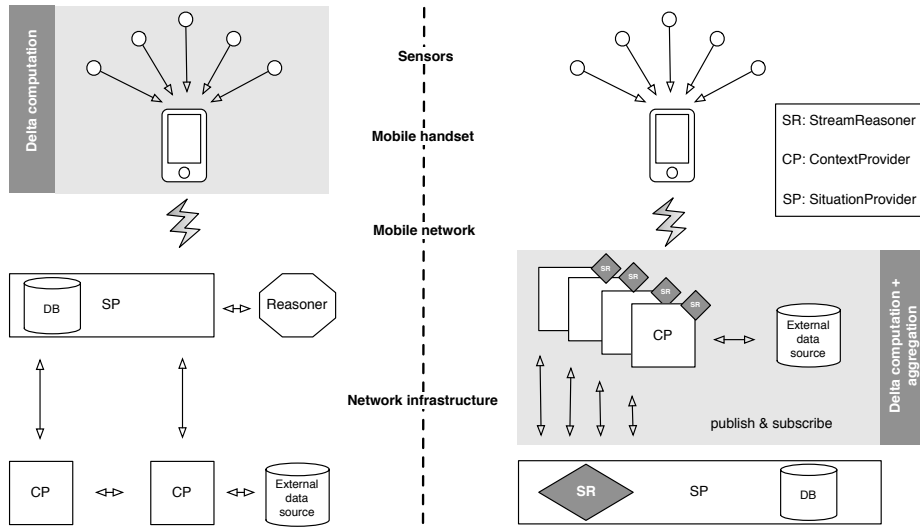 Delta computation
Sensors
Mobile handset
Mobile network
Network infrastructure
DB
SP
Reasoner
CP
CP
External
data
source
SR: StreamReasoner
CP: ContextProvider
SP: SituationProvider
SR
SR
SR
SR
CP
External
data
source
Delta computation +
aggregation
publish & subscribe
SR
SP
DB